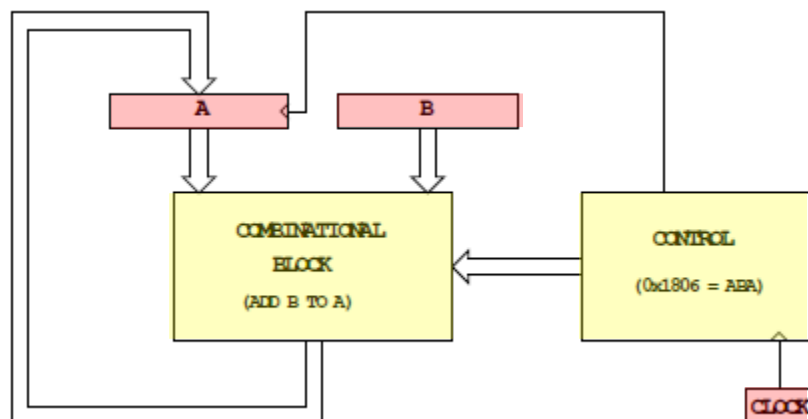 A
B
COMBINATIONAL
BLOCK
(ADD B TO A)
CONTROL
(0x1806 = ABA)
CLOCK